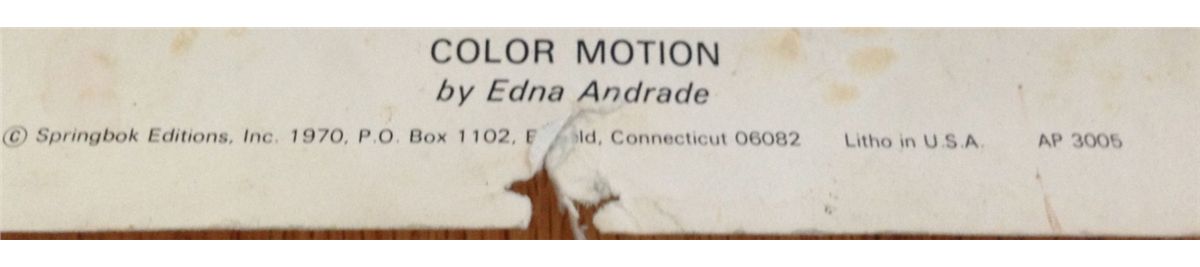 COLOR MOTION
by Edna Andrade
© Springbok Editions, Inc. 1970, P.O. Box 1102, Connecticut 06082 Litho in U.S.A. AP 3005